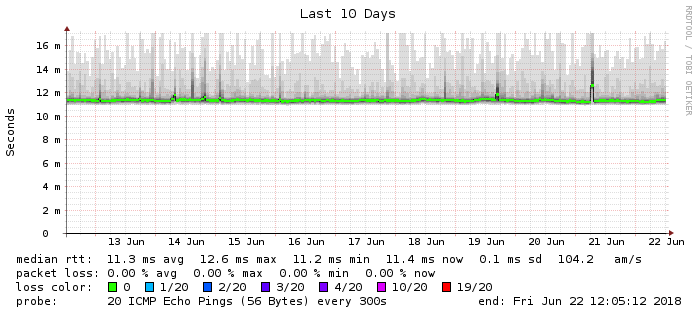 Last 10 Days
RRDTOOL / TOBI OETIKER
Seconds
16 m
14 m
12 m
10 m
8 m
6 m
4 m
2 m
0
13 Jun 14 Jun 15 Jun 16 Jun 17 Jun 18 Jun 19 Jun 20 Jun 21 Jun 22 Jun
median rtt: 11.3 ms avg 12.6 ms max 11.2 ms min 11.4 ms now 0.1 ms sd 104.2 am/s
packet loss: 0.00 % avg 0.00 % max 0.00 % min 0.00 % now
loss color: 0 1/20 2/20 3/20 4/20 10/20 19/20
probe: 20 ICMP Echo Pings (56 Bytes) every 300s end: Fri Jun 22 12:05:12 2018